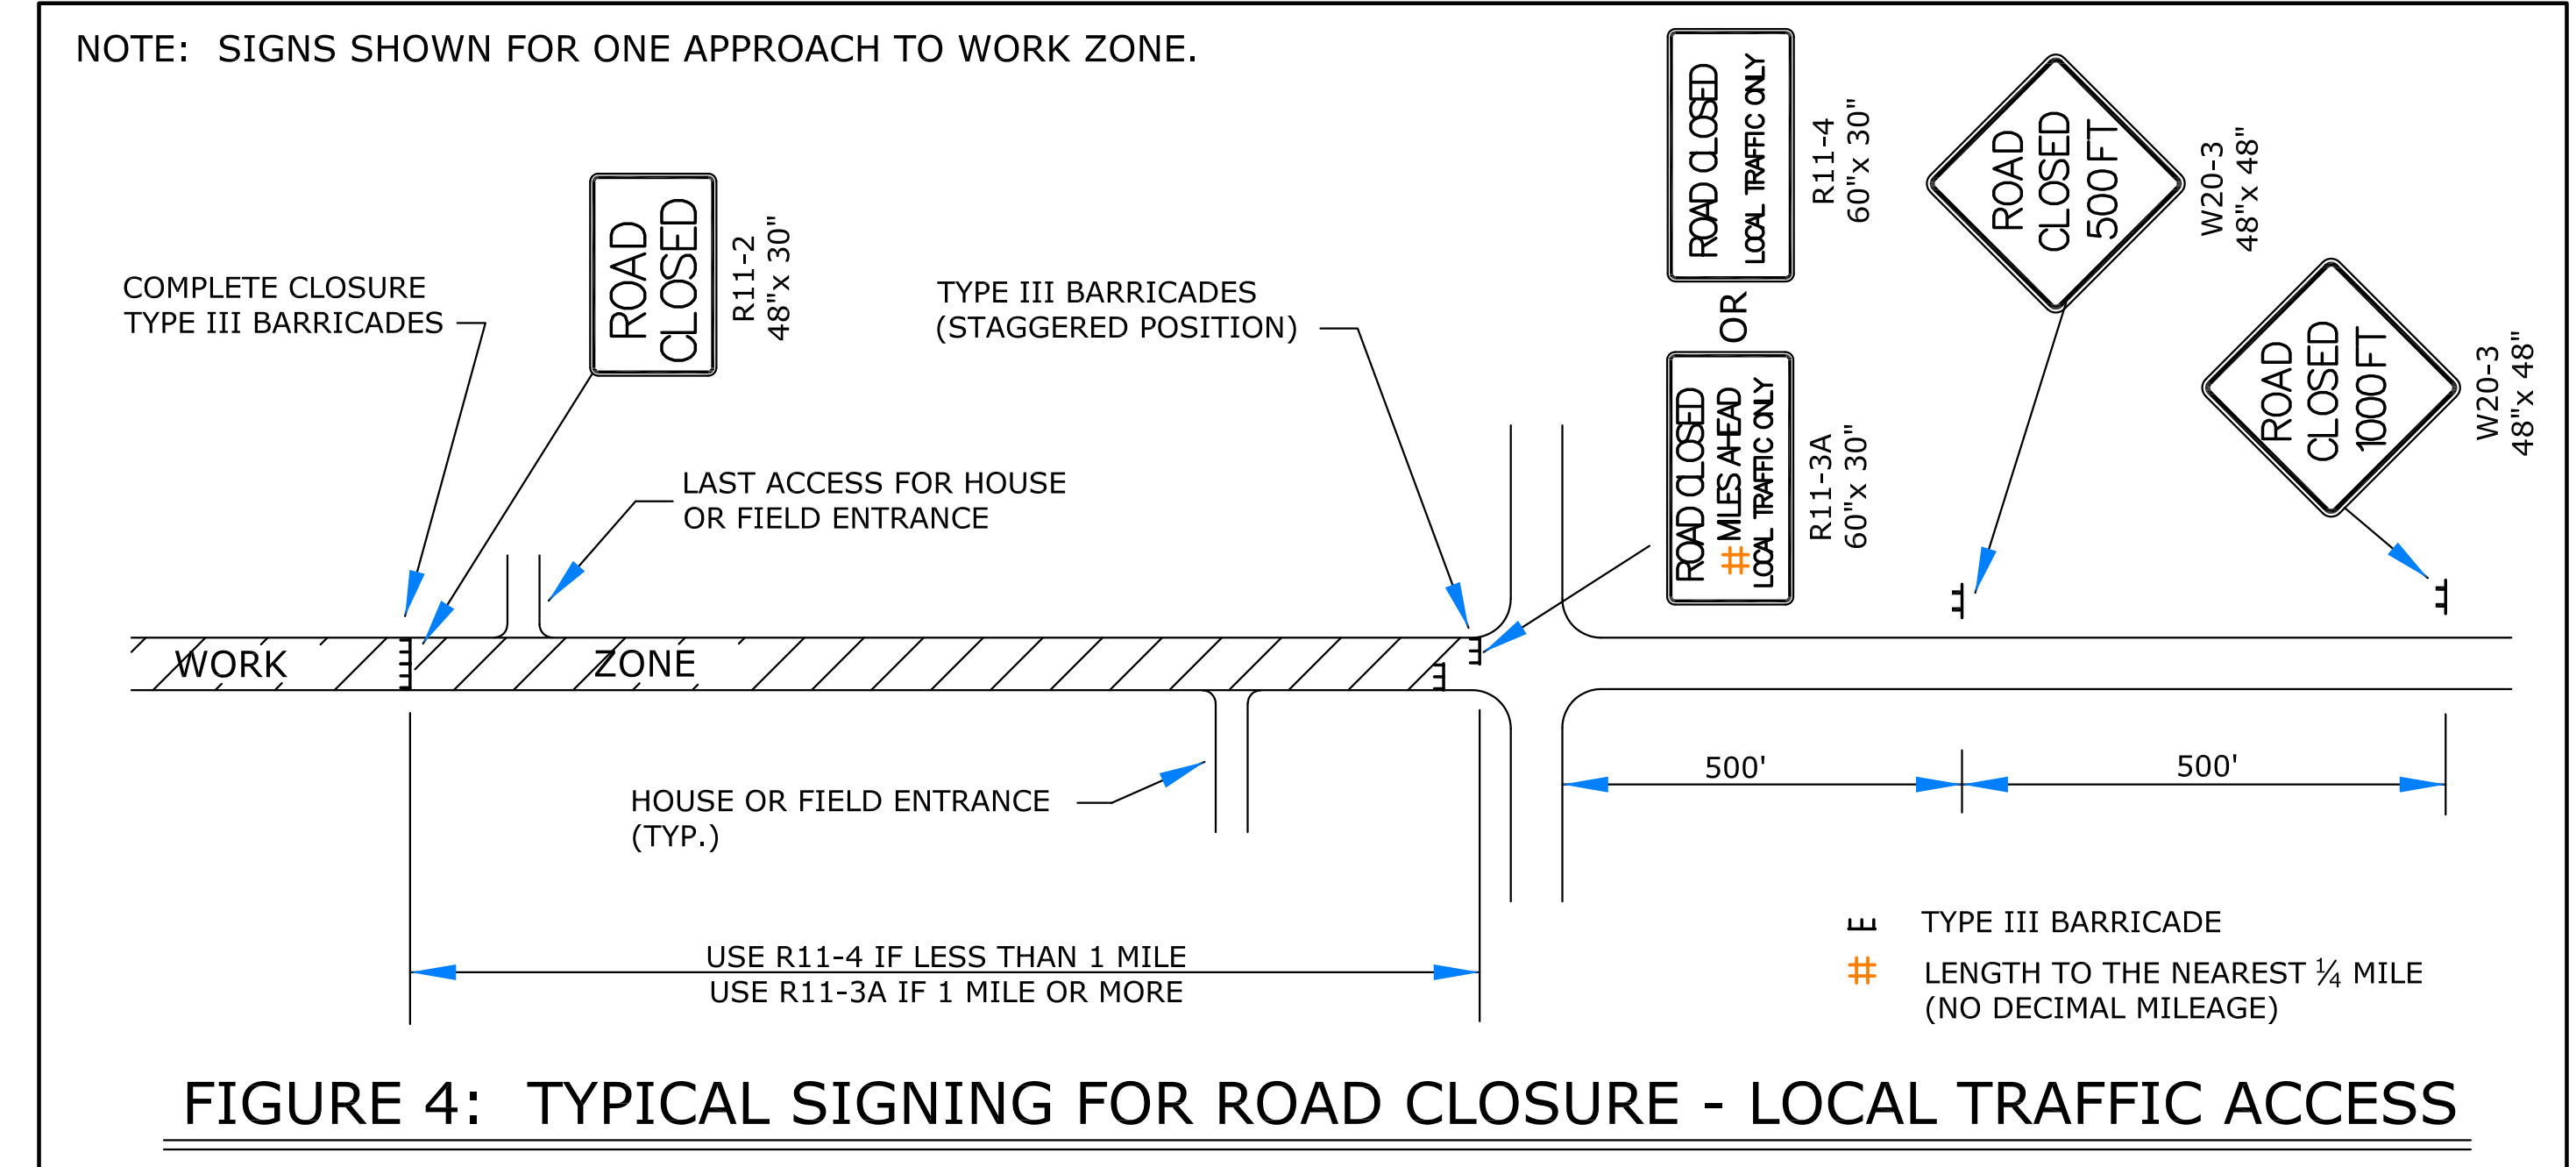 NOTE: SIGNS SHOWN FOR ONE APPROACH TO WORK ZONE.
COMPLETE CLOSURE
TYPE III BARRICADES
ROAD
CLOSED
R11-2
48"x 30"
LAST ACCESS FOR HOUSE
OR FIELD ENTRANCE
TYPE III BARRICADES
(STAGGERED POSITION)
ROAD CLOSED
LOCAL TRAFFIC ONLY
R11-4
60"x 30"
OR
ROAD CLOSED
# MILES AHEAD
LOCAL TRAFFIC ONLY
R11-3A
60"x 30"
ROAD
CLOSED
500 FT
W20-3
48"x 48"
ROAD
CLOSED
1000 FT
W20-3
48"x 48"
WORK ZONE
HOUSE OR FIELD ENTRANCE
(TYP.)
500'
500'
USE R11-4 IF LESS THAN 1 MILE
USE R11-3A IF 1 MILE OR MORE
TYPE III BARRICADE
# LENGTH TO THE NEAREST ¼ MILE
(NO DECIMAL MILEAGE)
FIGURE 4: TYPICAL SIGNING FOR ROAD CLOSURE - LOCAL TRAFFIC ACCESS